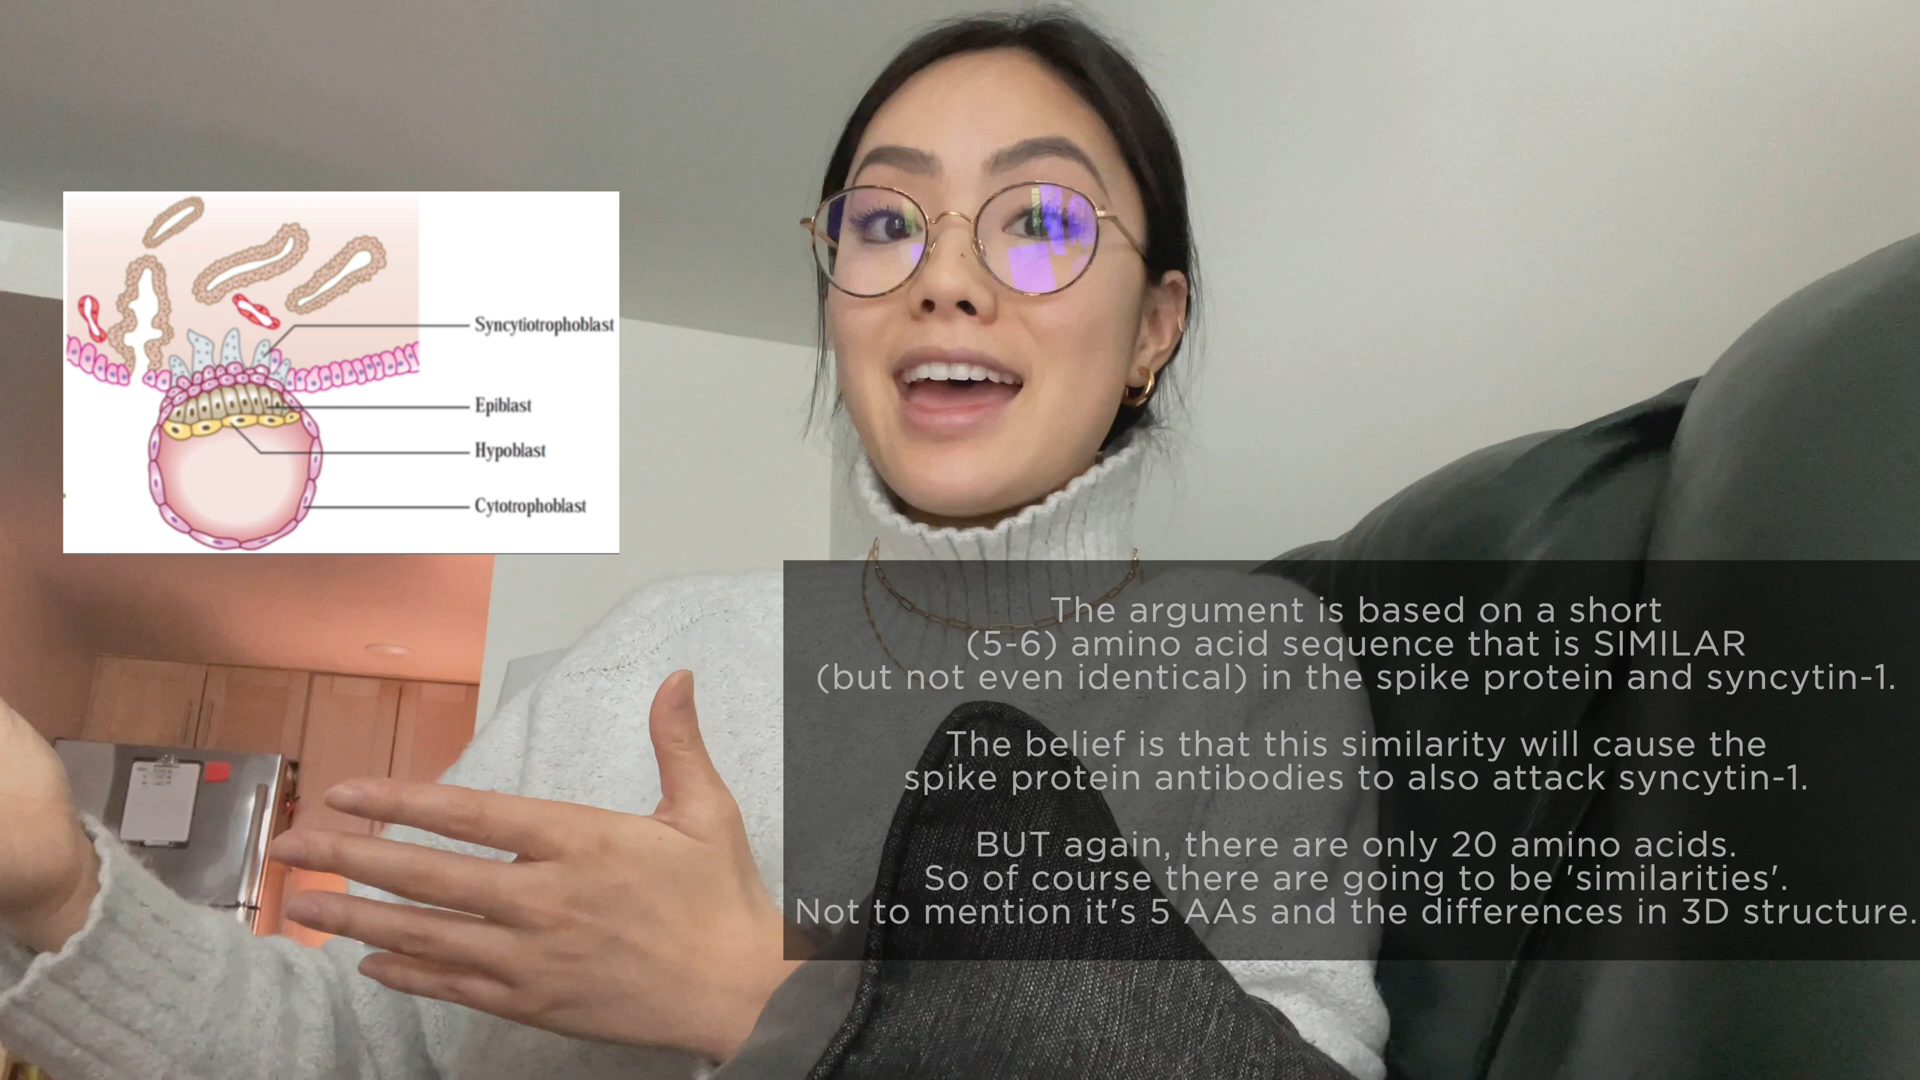 Syncytiotrophoblast
Epiblast
Hypoblast
Cytotrophoblast
The argument is based on a short
(5-6) amino acid sequence that is SIMILAR
(but not even identical) in the spike protein and syncytin-1.
The belief is that this similarity will cause the
spike protein antibodies to also attack syncytin-1.
BUT again, there are only 20 amino acids.
So of course there are going to be 'similarities'.
Not to mention it's 5 AAs and the differences in 3D structure.